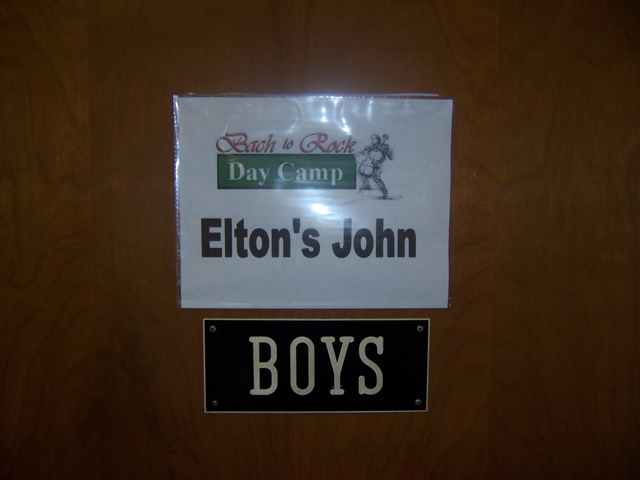 Bach to Rock
Day Camp
Elton's John
BOYS